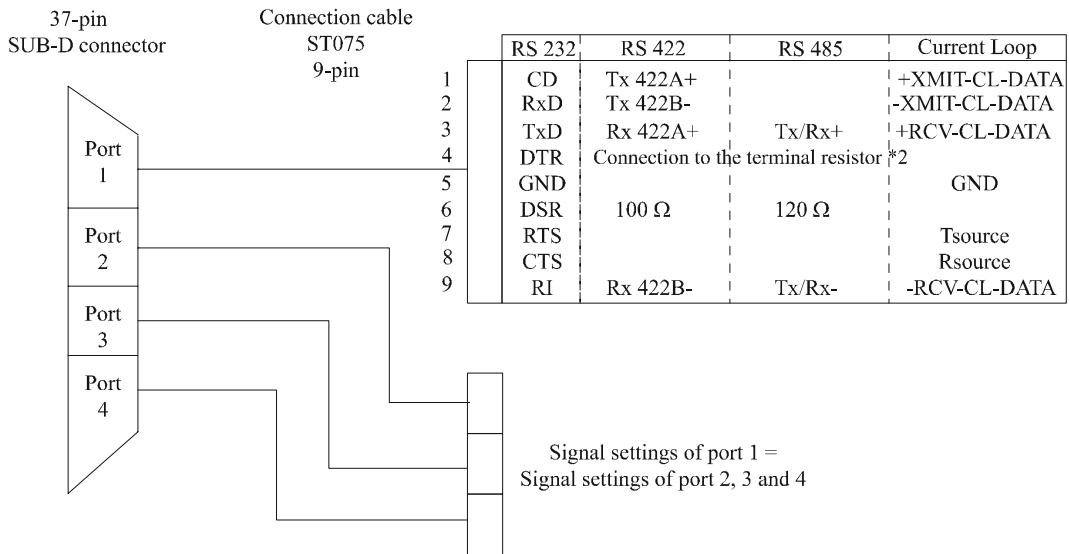 37-pin
SUB-D connector
Connection cable
ST075
9-pin
RS 232 RS 422 RS 485 Current Loop
1 CD Tx 422A+ +XMIT-CL-DATA
2 RxD Tx 422B- -XMIT-CL-DATA
3 TxD Rx 422A+ Tx/Rx+ +RCV-CL-DATA
4 DTR Connection to the terminal resistor *2
5 GND GND
6 DSR 100 Ω 120 Ω
7 RTS Tsource
8 CTS Rsource
9 RI Rx 422B- Tx/Rx- -RCV-CL-DATA
Port
1
Port
2
Port
3
Port
4
Signal settings of port 1 =
Signal settings of port 2, 3 and 4